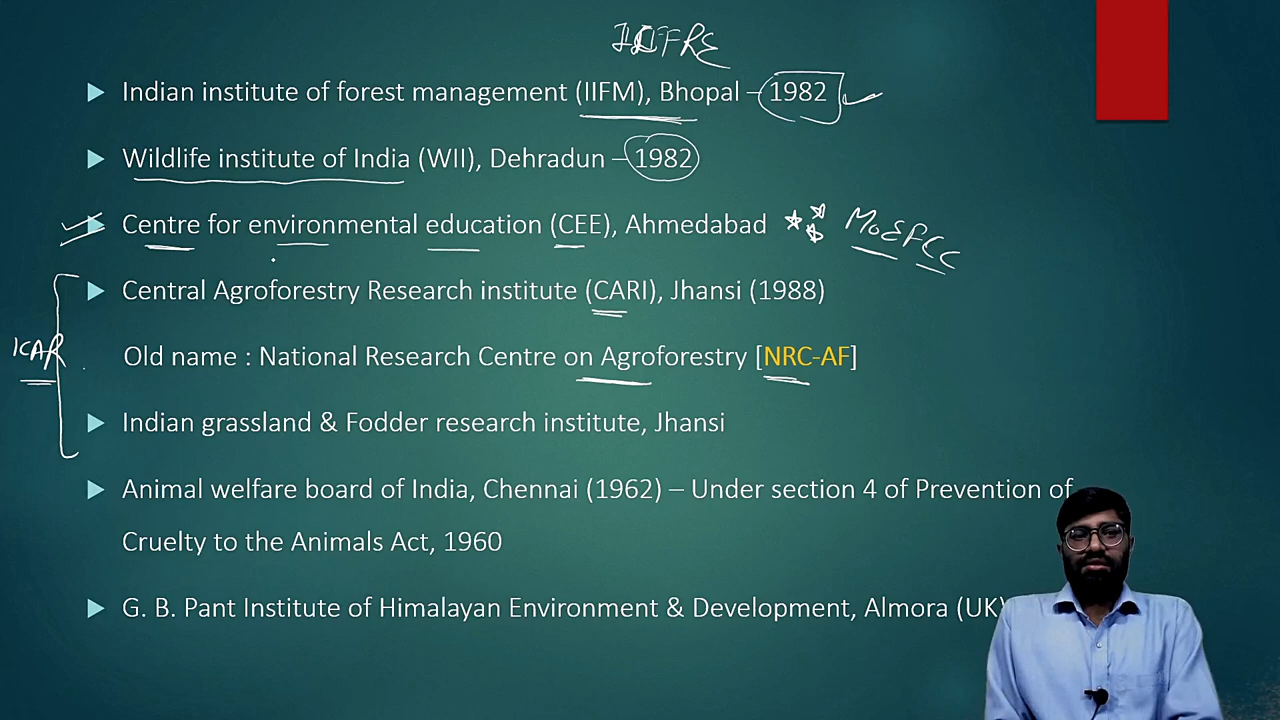 ICFRE
Indian institute of forest management (IIFM), Bhopal – 1982
Wildlife institute of India (WII), Dehradun – 1982
Centre for environmental education (CEE), Ahmedabad MoEFCC
Central Agroforestry Research institute (CARI), Jhansi (1988)
ICAR
Old name : National Research Centre on Agroforestry [NRC-AF]
Indian grassland & Fodder research institute, Jhansi
Animal welfare board of India, Chennai (1962) – Under section 4 of Prevention of
Cruelty to the Animals Act, 1960
G. B. Pant Institute of Himalayan Environment & Development, Almora (UK)